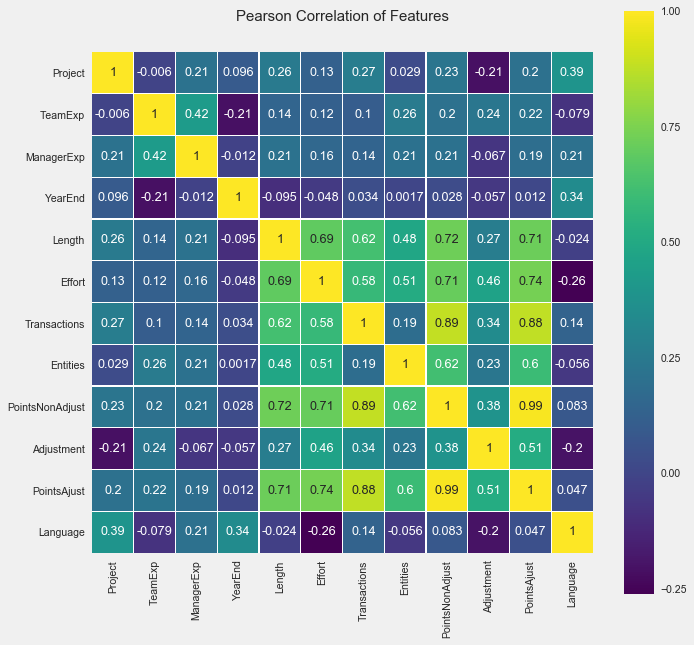 Pearson Correlation of Features
Project 1 -0.006 0.21 0.096 0.26 0.13 0.27 0.029 0.23 -0.21 0.2 0.39
TeamExp -0.006 1 0.42 -0.21 0.14 0.12 0.1 0.26 0.2 0.24 0.22 -0.079
ManagerExp 0.21 0.42 1 -0.012 0.21 0.16 0.14 0.21 0.21 -0.067 0.19 0.21
YearEnd 0.096 -0.21 -0.012 1 -0.095 -0.048 0.034 0.0017 0.028 -0.057 0.012 0.34
Length 0.26 0.14 0.21 -0.095 1 0.69 0.62 0.48 0.72 0.27 0.71 -0.024
Effort 0.13 0.12 0.16 -0.048 0.69 1 0.58 0.51 0.71 0.46 0.74 -0.26
Transactions 0.27 0.1 0.14 0.034 0.62 0.58 1 0.19 0.89 0.34 0.88 0.14
Entities 0.029 0.26 0.21 0.0017 0.48 0.51 0.19 1 0.62 0.23 0.6 -0.056
PointsNonAdjust 0.23 0.2 0.21 0.028 0.72 0.71 0.89 0.62 1 0.38 0.99 0.083
Adjustment -0.21 0.24 -0.067 -0.057 0.27 0.46 0.34 0.23 0.38 1 0.51 -0.2
PointsAjust 0.2 0.22 0.19 0.012 0.71 0.74 0.88 0.6 0.99 0.51 1 0.047
Language 0.39 -0.079 0.21 0.34 -0.024 -0.26 0.14 -0.056 0.083 -0.2 0.047 1
Project TeamExp ManagerExp YearEnd Length Effort Transactions Entities PointsNonAdjust Adjustment PointsAjust Language
1.00
0.75
0.50
0.25
0.00
−0.25